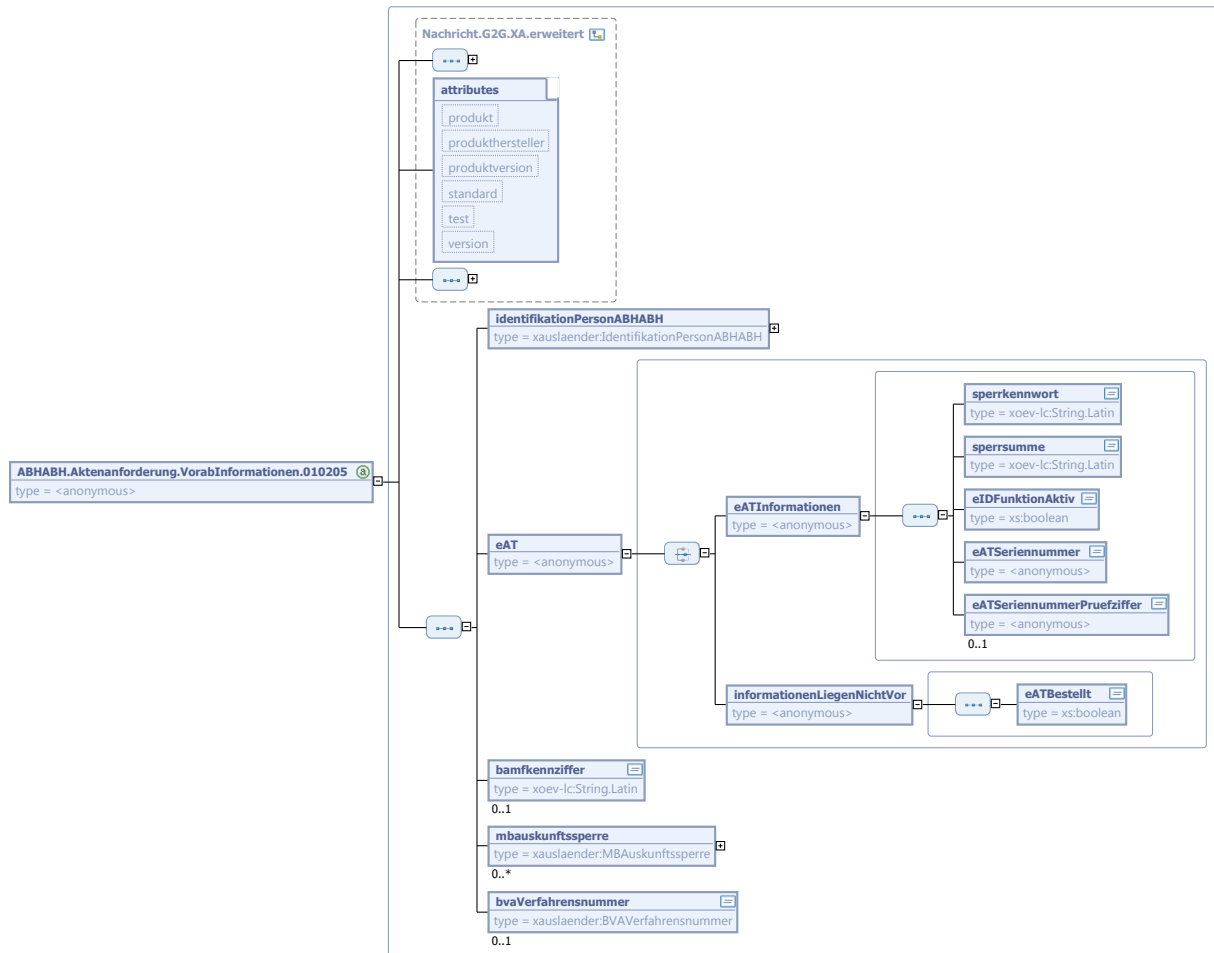 Nachricht.G2G.XA.erweitert
attributes
produkt
produkthersteller
produktversion
standard
test
version
identifikationPersonABHABH
type = xauslaender:IdentifikationPersonABHABH
sperrkennwort
type = xoev-lc:String.Latin
sperrsumme
type = xoev-lc:String.Latin
ABHABH.Aktenanforderung.VorabInformationen.010205 a
type = <anonymous>
eATInformationen
type = <anonymous>
eIDFunktionAktiv
type = xs:boolean
eAT
type = <anonymous>
eATSeriennummer
type = <anonymous>
eATSeriennummerPruefziffer
type = <anonymous>
0..1
informationenLiegenNichtVor
type = <anonymous>
eATBestellt
type = xs:boolean
bamfkennziffer
type = xoev-lc:String.Latin
0..1
mbauskunftssperre
type = xauslaender:MBAuskunftssperre
0..*
bvaVerfahrensnummer
type = xauslaender:BVAVerfahrensnummer
0..1